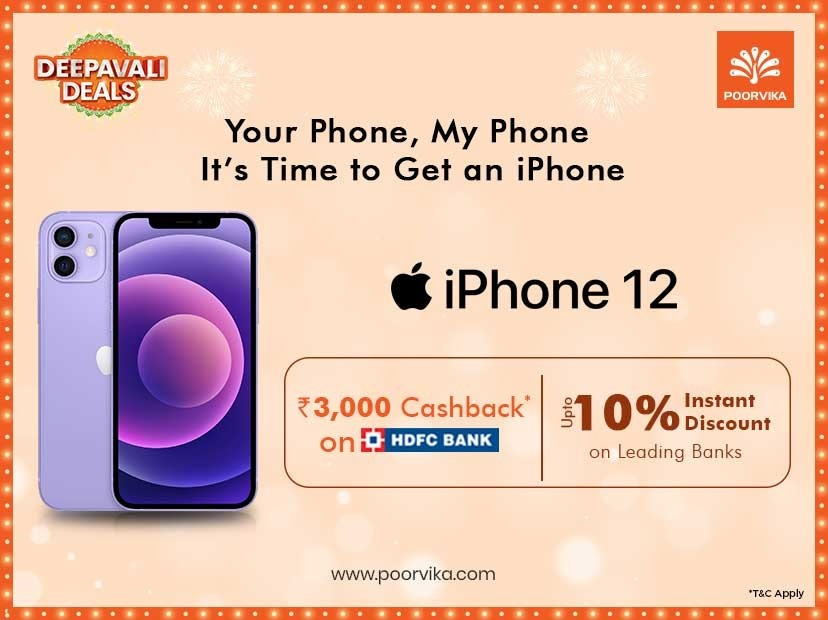 DEEPAVALI
DEALS
POORVIKA
Your Phone, My Phone
It's Time to Get an iPhone
iPhone 12
₹3,000 Cashback*
on HDFC BANK
Upto 10% Instant Discount
on Leading Banks
www.poorvika.com
*T&C Apply